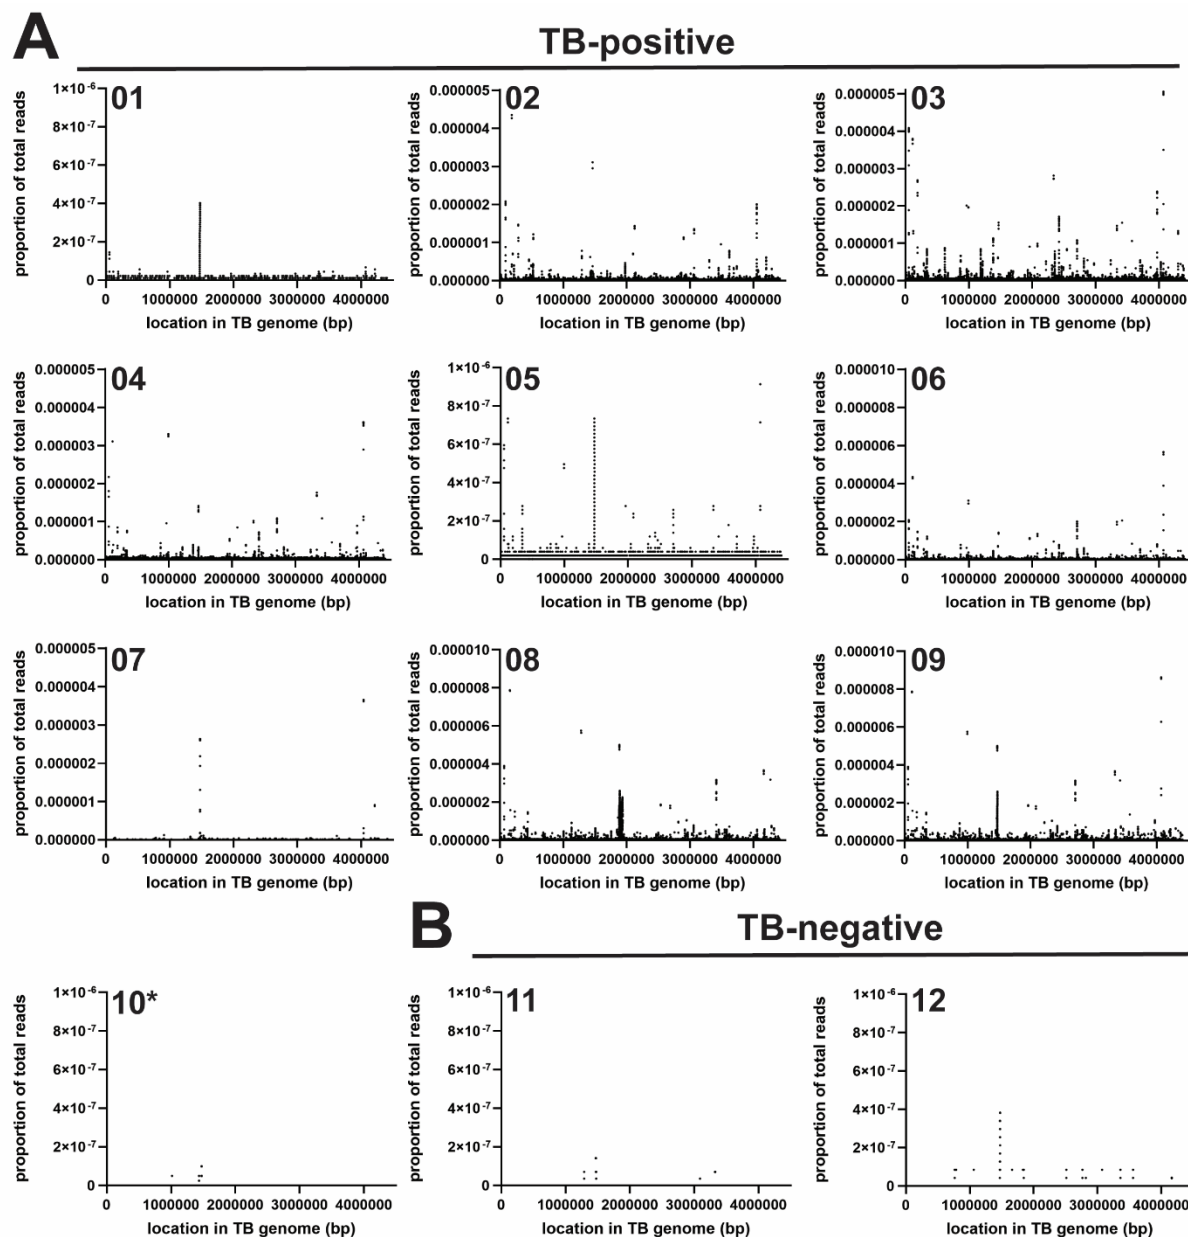 A
TB-positive
01
proportion of total reads
1×10⁻⁶
8×10⁻⁷
6×10⁻⁷
4×10⁻⁷
2×10⁻⁷
0
0 1000000 2000000 3000000 4000000
location in TB genome (bp)
02
proportion of total reads
0.000005
0.000004
0.000003
0.000002
0.000001
0.000000
0 1000000 2000000 3000000 4000000
location in TB genome (bp)
03
proportion of total reads
0.000005
0.000004
0.000003
0.000002
0.000001
0.000000
0 1000000 2000000 3000000 4000000
location in TB genome (bp)
04
proportion of total reads
0.000005
0.000004
0.000003
0.000002
0.000001
0.000000
0 1000000 2000000 3000000 4000000
location in TB genome (bp)
05
proportion of total reads
1×10⁻⁶
8×10⁻⁷
6×10⁻⁷
4×10⁻⁷
2×10⁻⁷
0
0 1000000 2000000 3000000 4000000
location in TB genome (bp)
06
proportion of total reads
0.000010
0.000008
0.000006
0.000004
0.000002
0.000000
0 1000000 2000000 3000000 4000000
location in TB genome (bp)
07
proportion of total reads
0.000005
0.000004
0.000003
0.000002
0.000001
0.000000
0 1000000 2000000 3000000 4000000
location in TB genome (bp)
08
proportion of total reads
0.000010
0.000008
0.000006
0.000004
0.000002
0.000000
0 1000000 2000000 3000000 4000000
location in TB genome (bp)
09
proportion of total reads
0.000010
0.000008
0.000006
0.000004
0.000002
0.000000
0 1000000 2000000 3000000 4000000
location in TB genome (bp)
10*
proportion of total reads
1×10⁻⁶
8×10⁻⁷
6×10⁻⁷
4×10⁻⁷
2×10⁻⁷
0
0 1000000 2000000 3000000 4000000
location in TB genome (bp)
B
TB-negative
11
proportion of total reads
1×10⁻⁶
8×10⁻⁷
6×10⁻⁷
4×10⁻⁷
2×10⁻⁷
0
0 1000000 2000000 3000000 4000000
location in TB genome (bp)
12
proportion of total reads
1×10⁻⁶
8×10⁻⁷
6×10⁻⁷
4×10⁻⁷
2×10⁻⁷
0
0 1000000 2000000 3000000 4000000
location in TB genome (bp)